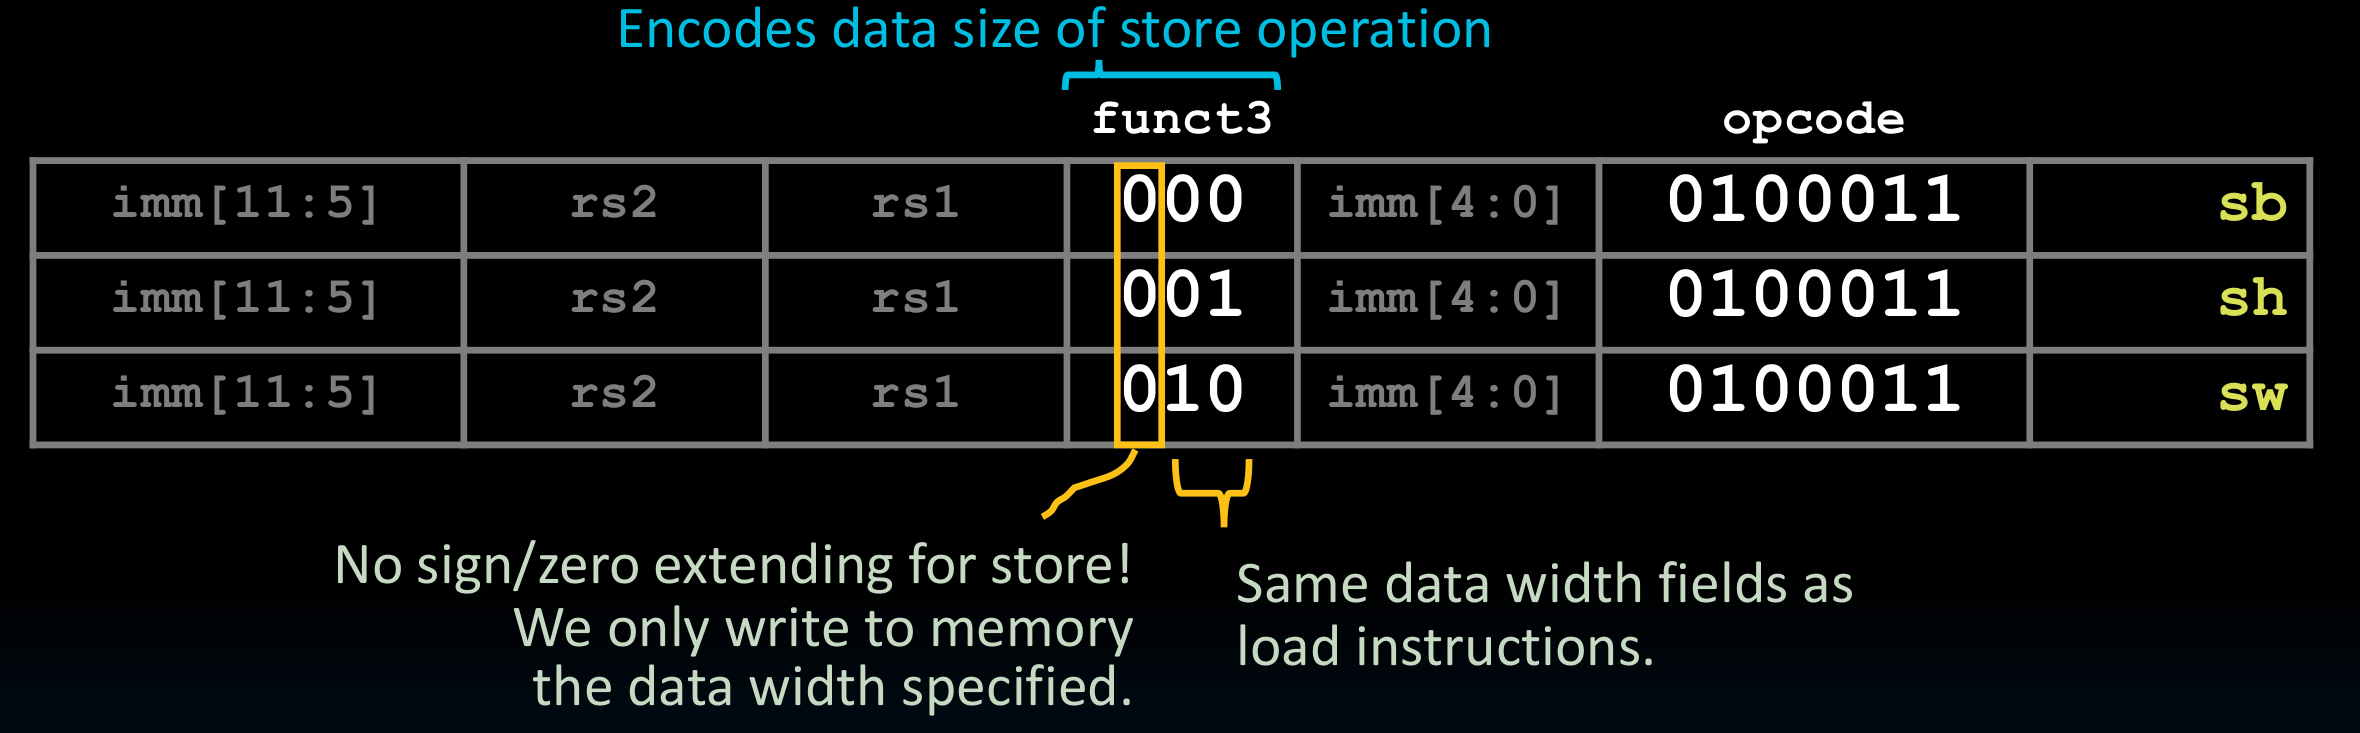 Encodes data size of store operation
funct3 opcode
imm[11:5] rs2 rs1 000 imm[4:0] 0100011 sb
imm[11:5] rs2 rs1 001 imm[4:0] 0100011 sh
imm[11:5] rs2 rs1 010 imm[4:0] 0100011 sw
No sign/zero extending for store!
We only write to memory
the data width specified.
Same data width fields as
load instructions.